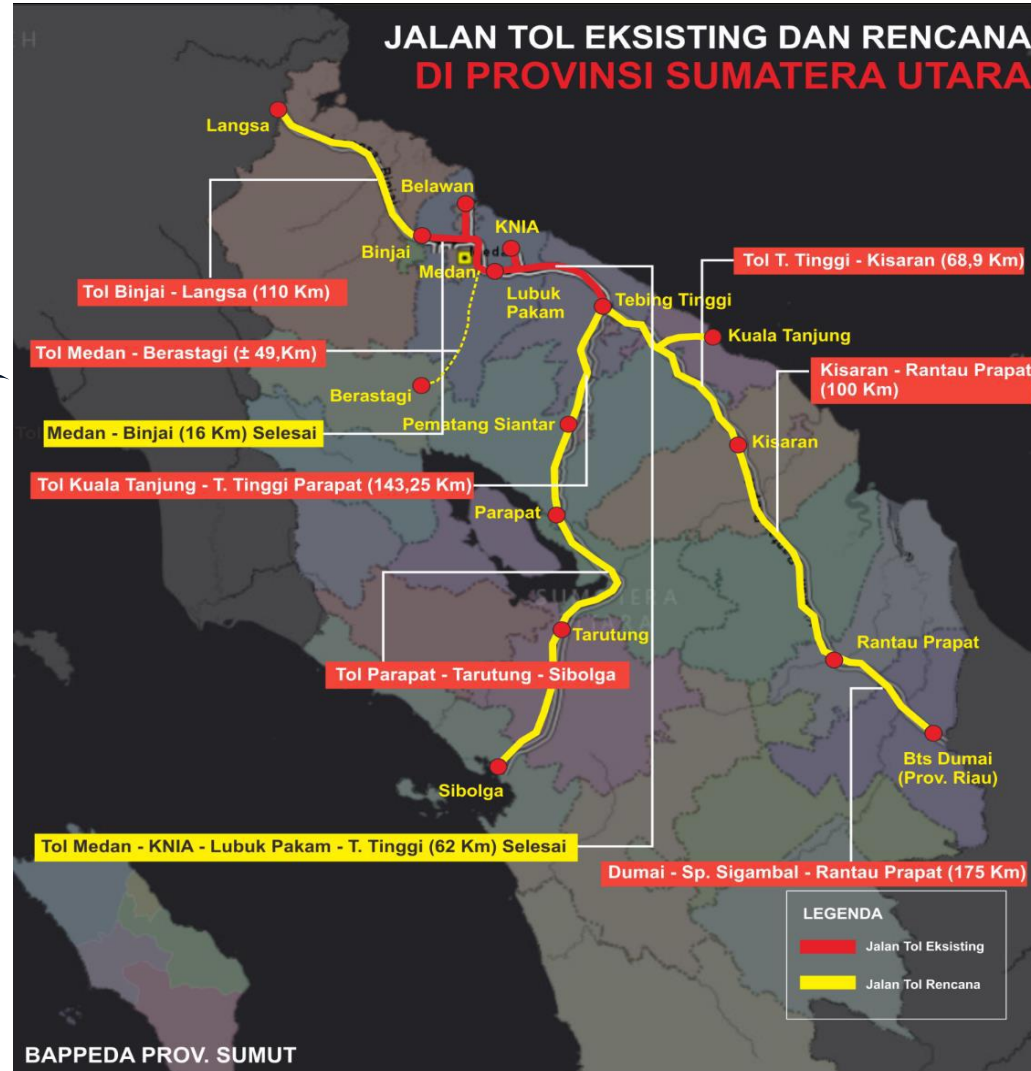 JALAN TOL EKSISTING DAN RENCANA
DI PROVINSI SUMATERA UTARA
H
Langsa
Belawan
KNIA
Binjai
Medan
Lubuk
Pakam
Tebing Tinggi
Tol T. Tinggi - Kisaran (68,9 Km)
Tol Binjai - Langsa (110 Km)
Kuala Tanjung
Tol Medan - Berastagi (± 49,Km)
Kisaran - Rantau Prapat
(100 Km)
Berastagi
Pematang Siantar
Medan - Binjai (16 Km) Selesai
Kisaran
Tol Kuala Tanjung - T. Tinggi Parapat (143,25 Km)
Parapat
Tarutung
Rantau Prapat
Tol Parapat - Tarutung - Sibolga
Bts Dumai
(Prov. Riau)
Sibolga
Tol Medan - KNIA - Lubuk Pakam - T. Tinggi (62 Km) Selesai
Dumai - Sp. Sigambal - Rantau Prapat (175 Km)
LEGENDA
Jalan Tol Eksisting
Jalan Tol Rencana
BAPPEDA PROV. SUMUT